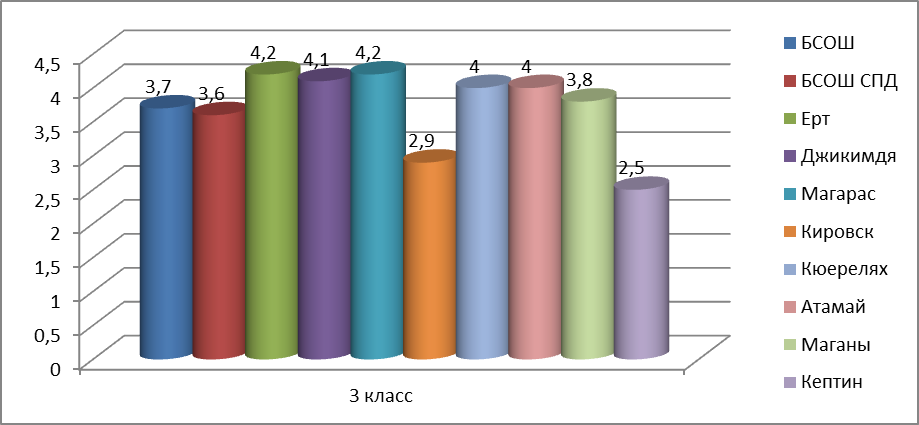 4,5
4
3,5
3
2,5
2
1,5
1
0,5
0
3,7
3,6
4,2
4,1
4,2
2,9
4
4
3,8
2,5
3 класс
БСОШ
БСОШ СПД
Ерт
Джикимдя
Магарас
Кировск
Кюерелях
Атамай
Маганы
Кептин